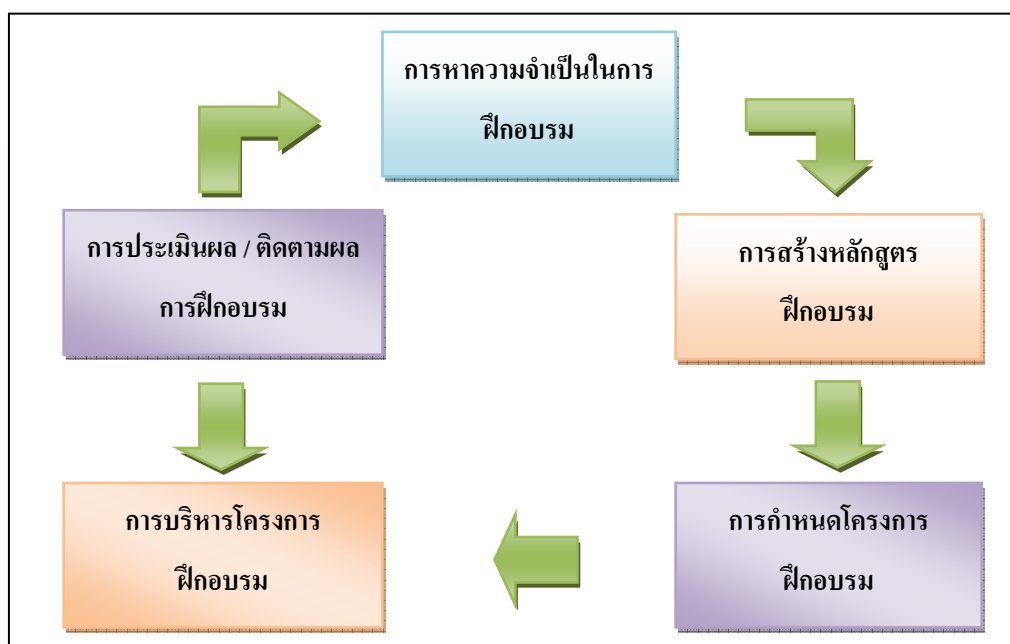 การหาความจำเป็นในการ
ฝึกอบรม
การประเมินผล / ติดตามผล
การฝึกอบรม
การสร้างหลักสูตร
ฝึกอบรม
การบริหารโครงการ
ฝึกอบรม
การกำหนดโครงการ
ฝึกอบรม